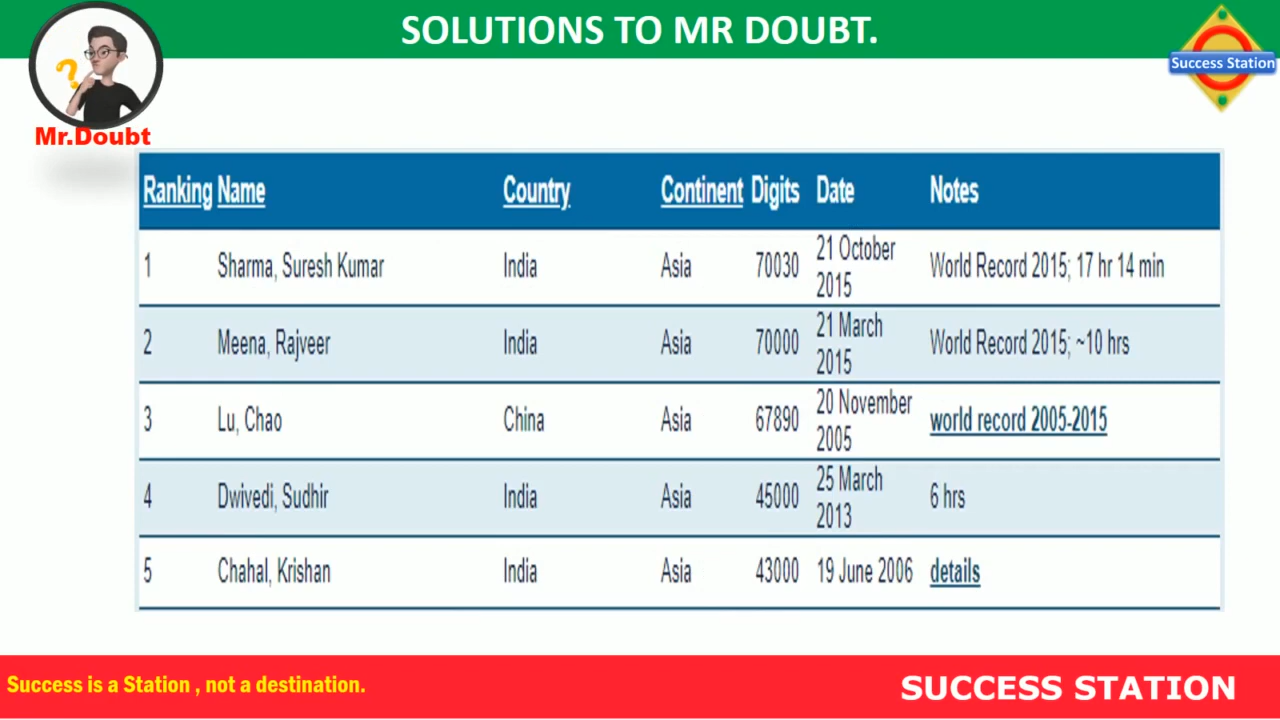 SOLUTIONS TO MR DOUBT.
Success Station
?
Mr.Doubt
Ranking Name Country Continent Digits Date Notes
1 Sharma, Suresh Kumar India Asia 70030 21 October 2015 World Record 2015; 17 hr 14 min
2 Meena, Rajveer India Asia 70000 21 March 2015 World Record 2015; ~10 hrs
3 Lu, Chao China Asia 67890 20 November 2005 world record 2005-2015
4 Dwivedi, Sudhir India Asia 45000 25 March 2013 6 hrs
5 Chahal, Krishan India Asia 43000 19 June 2006 details
Success is a Station , not a destination.
SUCCESS STATION